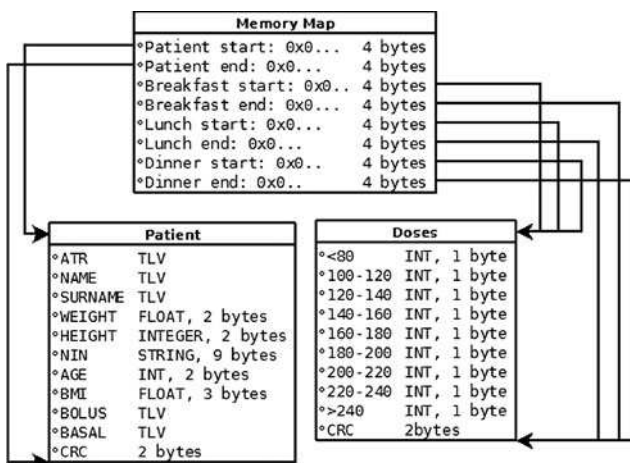 Memory Map
°Patient start: 0x0... 4 bytes
°Patient end: 0x0... 4 bytes
°Breakfast start: 0x0.. 4 bytes
°Breakfast end: 0x0... 4 bytes
°Lunch start: 0x0... 4 bytes
°Lunch end: 0x0... 4 bytes
°Dinner start: 0x0.. 4 bytes
°Dinner end: 0x0.. 4 bytes
Patient
°ATR TLV
°NAME TLV
°SURNAME TLV
°WEIGHT FLOAT, 2 bytes
°HEIGHT INTEGER, 2 bytes
°NIN STRING, 9 bytes
°AGE INT, 2 bytes
°BMI FLOAT, 3 bytes
°BOLUS TLV
°BASAL TLV
°CRC 2 bytes
Doses
°<80 INT, 1 byte
°100-120 INT, 1 byte
°120-140 INT, 1 byte
°140-160 INT, 1 byte
°160-180 INT, 1 byte
°180-200 INT, 1 byte
°200-220 INT, 1 byte
°220-240 INT, 1 byte
°>240 INT, 1 byte
°CRC 2bytes